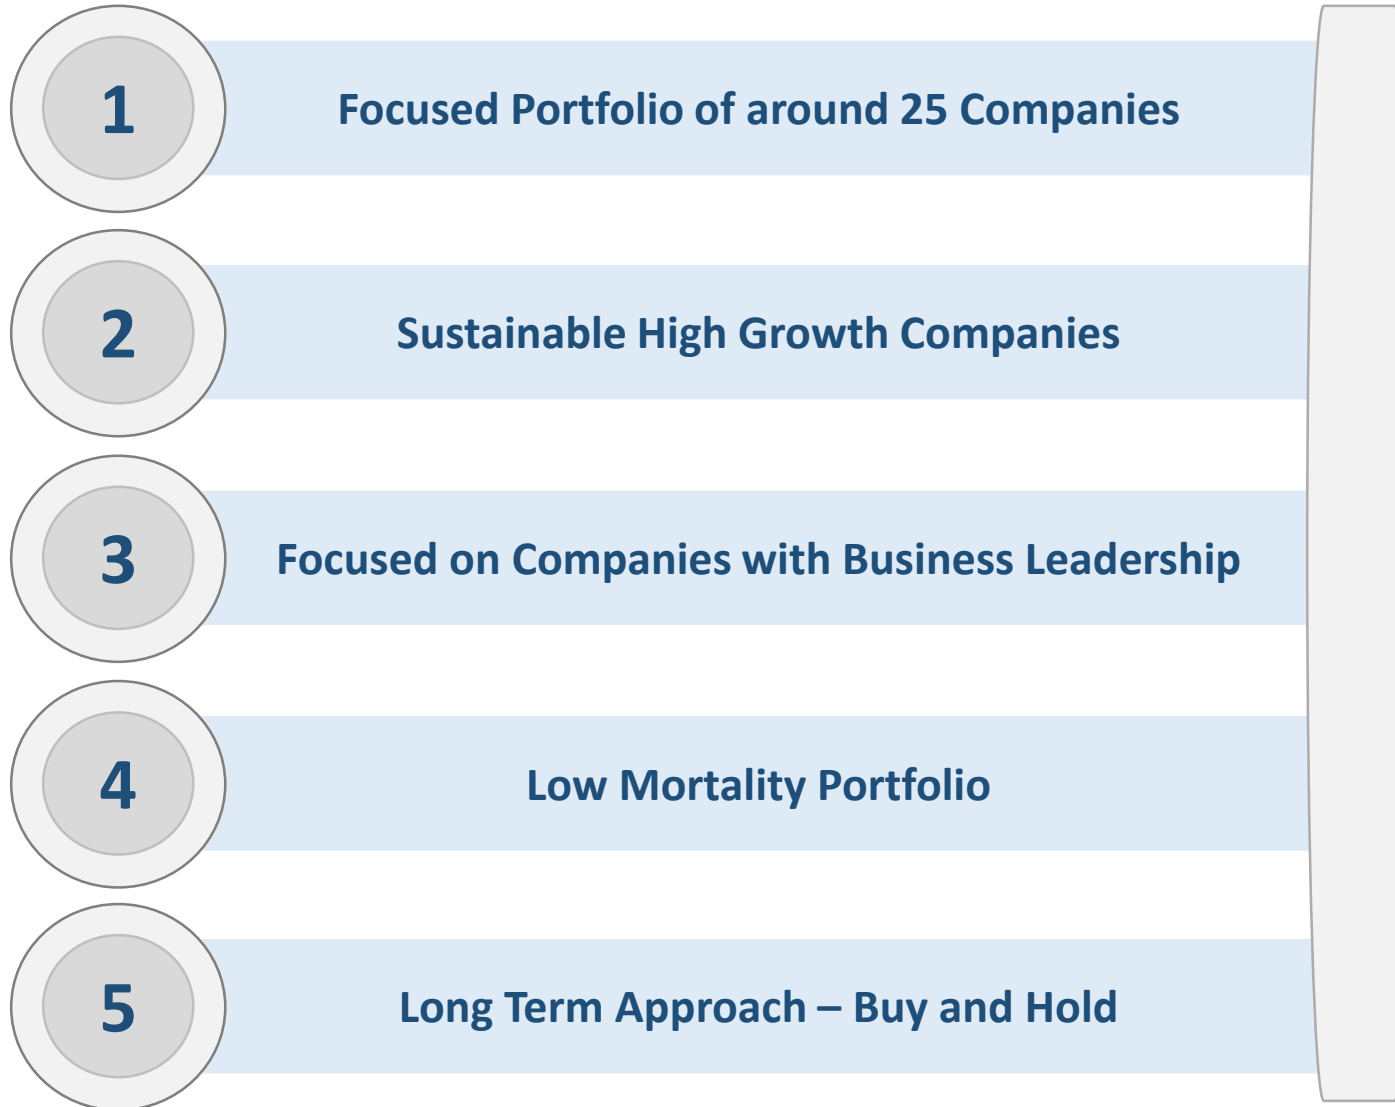 1
Focused Portfolio of around 25 Companies
2
Sustainable High Growth Companies
3
Focused on Companies with Business Leadership
4
Low Mortality Portfolio
5
Long Term Approach – Buy and Hold